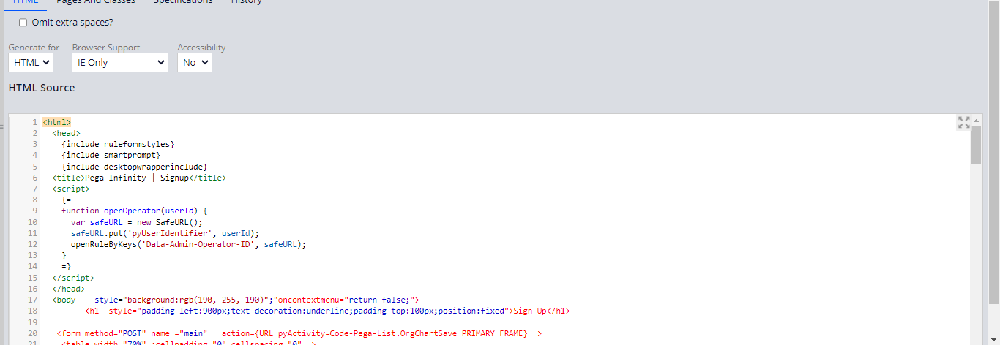 HTML Pages And Classes Specifications History
Omit extra spaces?
Generate for Browser Support Accessibility
HTML IE Only No
HTML Source
1 <html>
2 <head>
3 {include ruleformstyles}
4 {include smartprompt}
5 {include desktopwrapperinclude}
6 <title>Pega Infinity | Signup</title>
7 <script>
8 {=
9 function openOperator(userId) {
10 var safeURL = new SafeURL();
11 safeURL.put('pyUserIdentifier', userId);
12 openRuleByKeys('Data-Admin-Operator-ID', safeURL);
13 }
14 =}
15 </script>
16 </head>
17 <body style="background:rgb(190, 255, 190)";"oncontextmenu="return false;">
18 <h1 style="padding-left:900px;text-decoration:underline;padding-top:100px;position:fixed">Sign Up</h1>
19
20 <form method="POST" name ="main" action={URL pyActivity=Code-Pega-List.OrgChartSave PRIMARY FRAME} >
21 <table width="70%" ;cellpadding="0" cellspacing="0" >